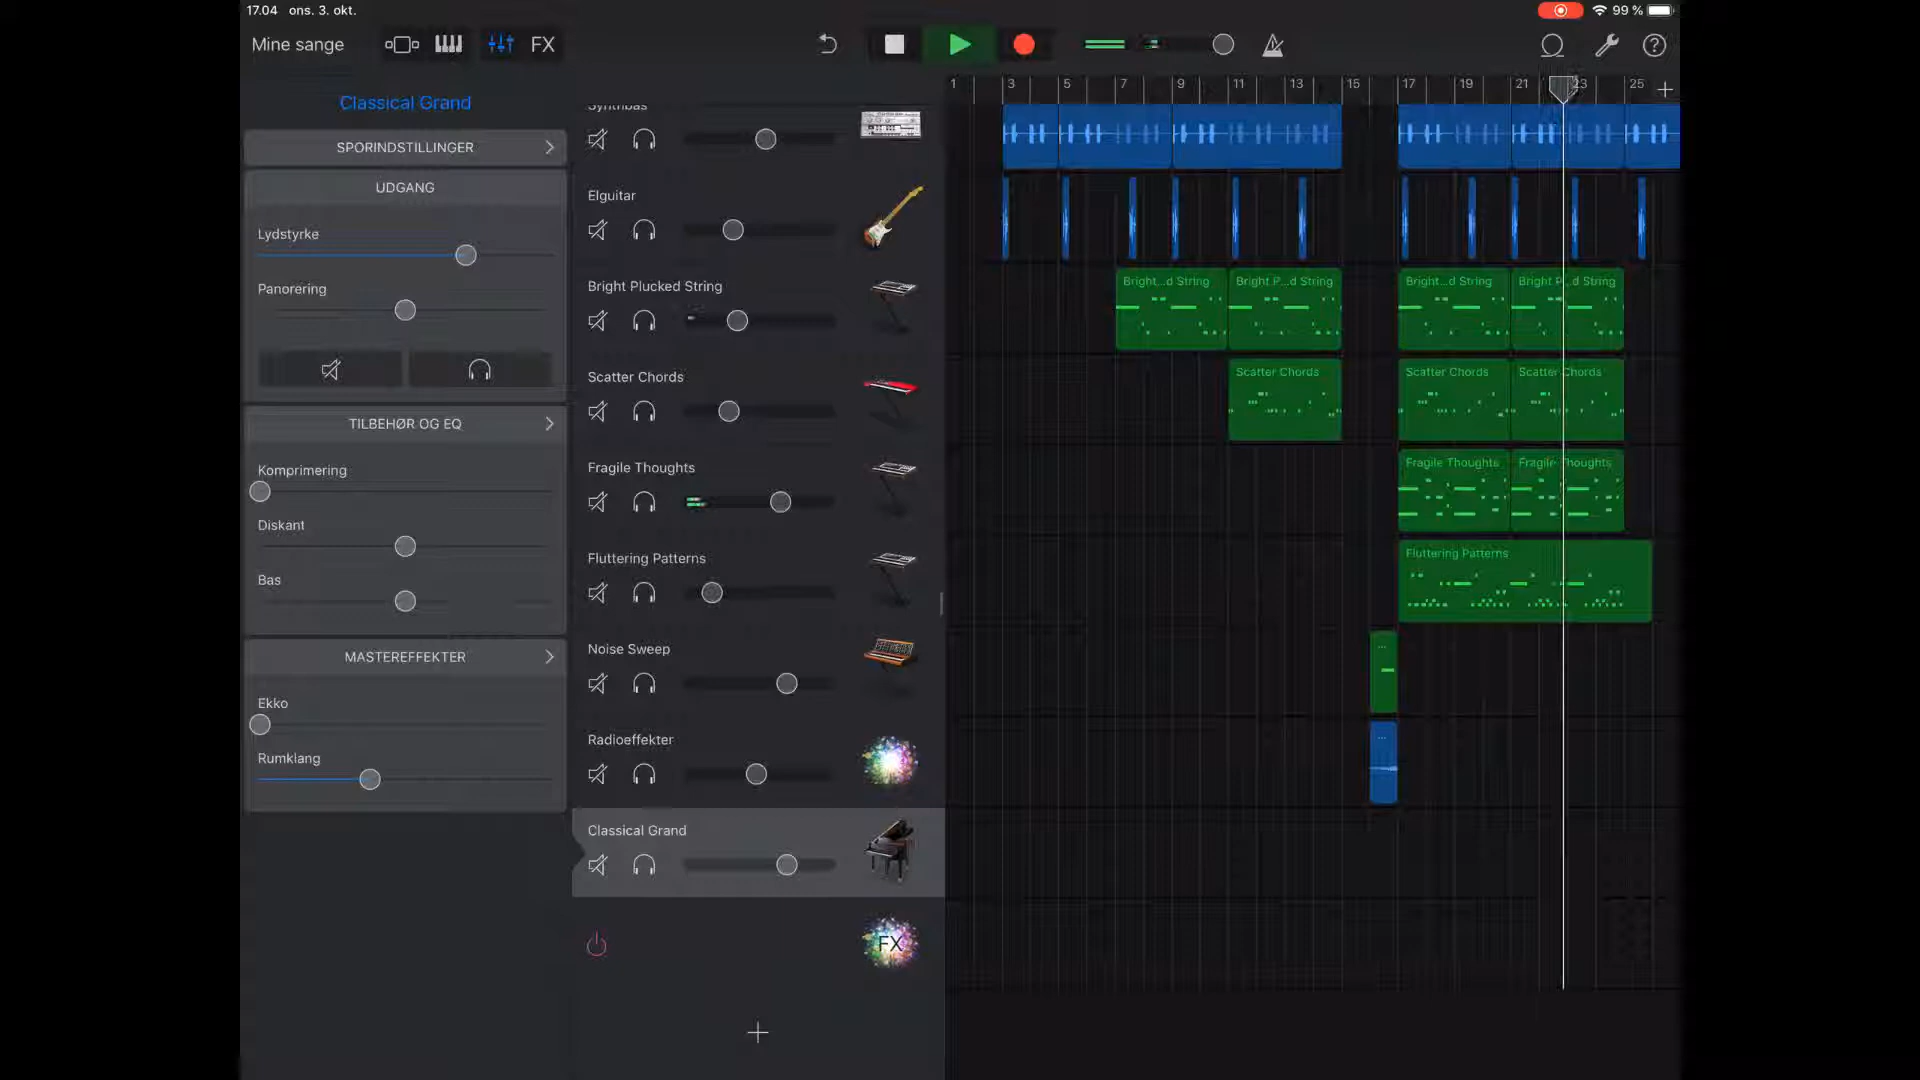 17.04 ons. 3. okt.
99 %
Mine sange
FX
1 3 5 7 9 11 13 15 17 19 21 23 25
Classical Grand
SPORINDSTILLINGER
UDGANG
Lydstyrke
Panorering
TILBEHØR OG EQ
Komprimering
Diskant
Bas
MASTEREFFEKTER
Ekko
Rumklang
Synthbas
Elguitar
Bright Plucked String
Scatter Chords
Fragile Thoughts
Fluttering Patterns
Noise Sweep
Radioeffekter
Classical Grand
FX
Bright...d String
Bright P...d String
Bright...d String
Bright P...d String
Scatter Chords
Scatter Chords
Scatter Chords
Fragile Thoughts
Fragile Thoughts
Fluttering Patterns
...
...